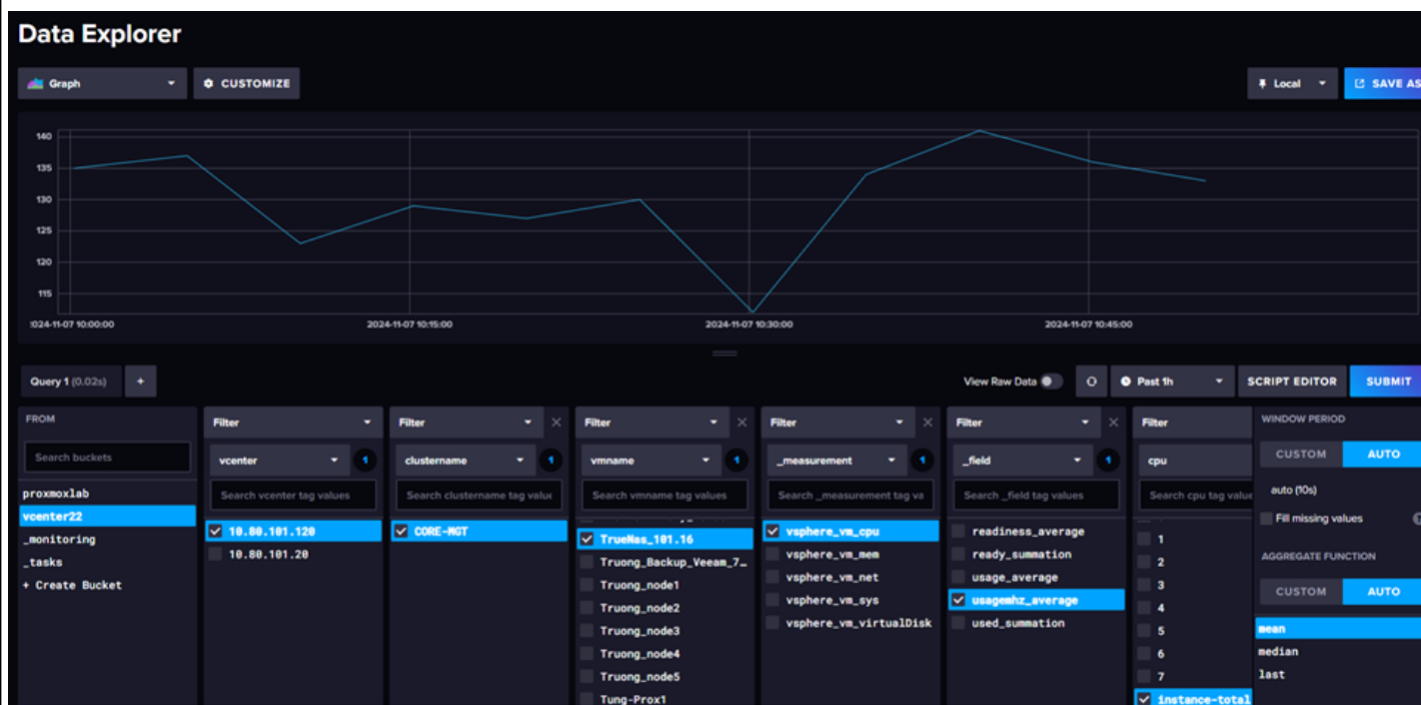 Data Explorer
Graph
CUSTOMIZE
Local
SAVE AS
140
135
130
125
120
115
2024-11-07 10:15:00
2024-11-07 10:30:00
2024-11-07 10:45:00
Query 1 (0.02s)
+
View Raw Data
Past 1h
SCRIPT EDITOR
SUBMIT
FROM
Search buckets
proxmoxlab
vcenter22
_monitoring
_tasks
+ Create Bucket
Filter
vcenter
1
Search vcenter tag values
10.80.101.120
10.80.101.20
Filter
clustername
1
Search clustername tag value
CORE-MGT
Filter
vmname
1
Search vmname tag values
TrueNas_101.16
Truong_Backup_Veeam_7…
Truong_node1
Truong_node2
Truong_node3
Truong_node4
Truong_node5
Tung-Prox1
Filter
_measurement
1
Search _measurement tag va
vsphere_vm_cpu
vsphere_vm_mem
vsphere_vm_net
vsphere_vm_sys
vsphere_vm_virtualDisk
Filter
_field
1
Search _field tag values
readiness_average
ready_summation
usage_average
usagemhz_average
used_summation
Filter
cpu
Search cpu tag value
1
2
3
4
5
6
7
instance-total
WINDOW PERIOD
CUSTOM
AUTO
auto (10s)
Fill missing values
AGGREGATE FUNCTION
CUSTOM
AUTO
mean
median
last